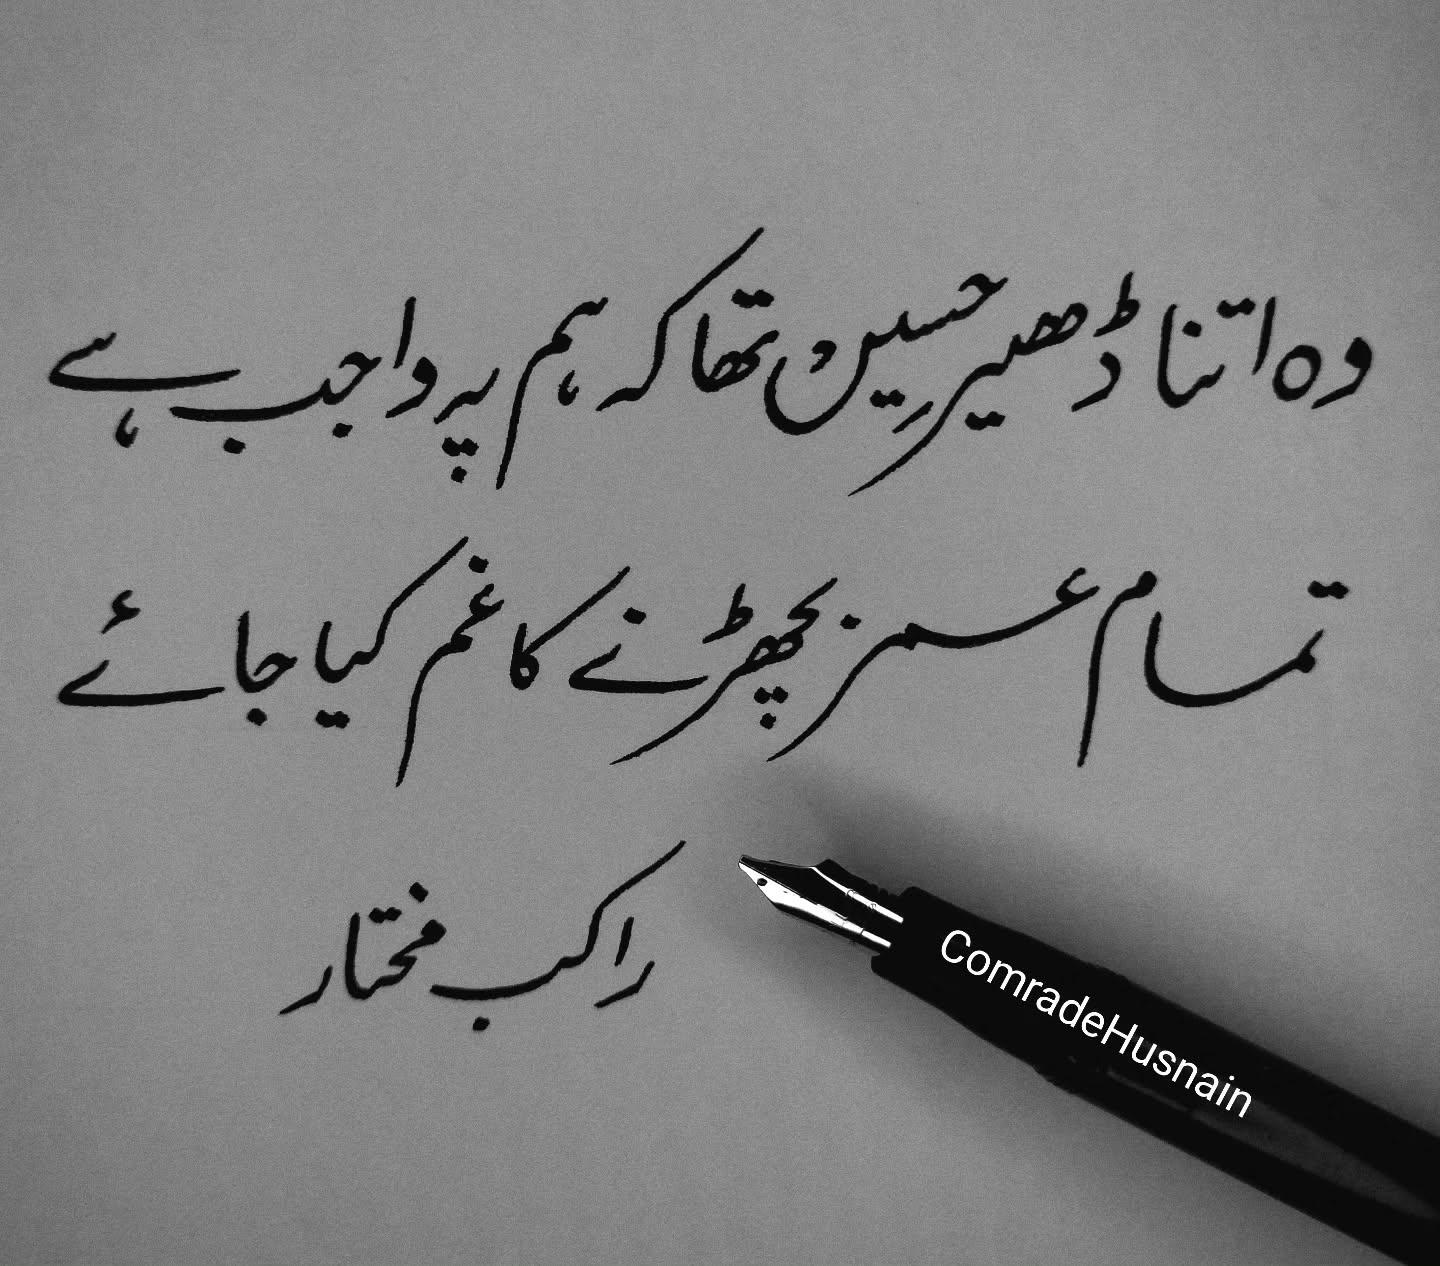 وہ اتنا ڈھیر حسیِں تھا کہ ہم پہ واجب ہے
تمام عمر بچھڑنے کا غم کیا جائے
راکب مختار
ComradeHusnain